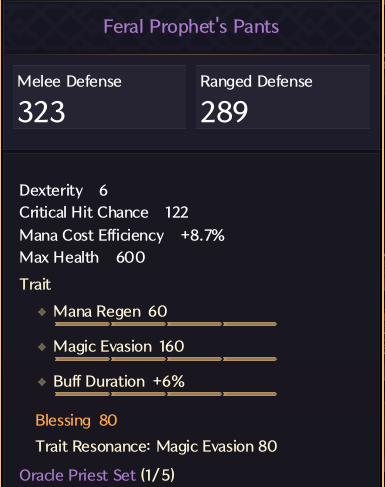 Feral Prophet's Pants
Melee Defense
323
Ranged Defense
289
Dexterity 6
Critical Hit Chance 122
Mana Cost Efficiency +8.7%
Max Health 600
Trait
Mana Regen 60
Magic Evasion 160
Buff Duration +6%
Blessing 80
Trait Resonance: Magic Evasion 80
Oracle Priest Set (1/5)